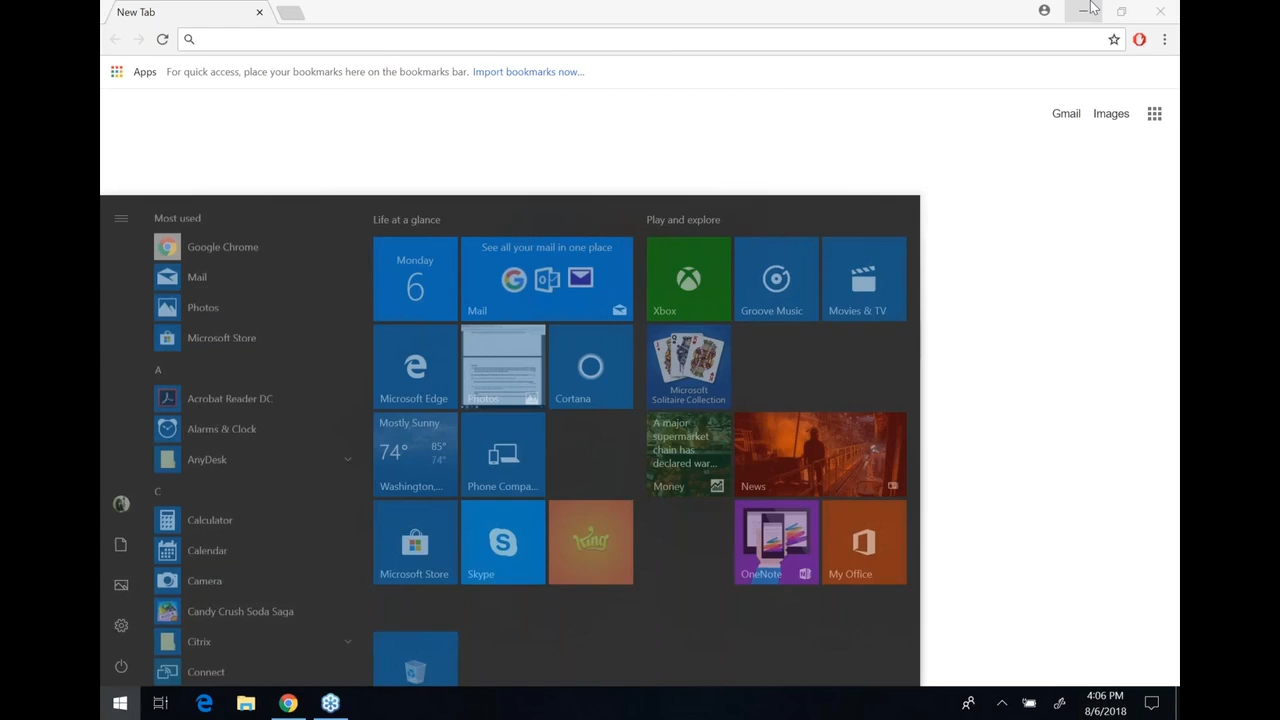 New Tab
Apps
For quick access, place your bookmarks here on the bookmarks bar. Import bookmarks now...
Gmail
Images
Most used
Google Chrome
Mail
Photos
Microsoft Store
A
Acrobat Reader DC
Alarms & Clock
AnyDesk
C
Calculator
Calendar
Camera
Candy Crush Soda Saga
Citrix
Connect
Life at a glance
Monday
6
See all your mail in one place
Mail
Microsoft Edge
Photos
Cortana
Mostly Sunny
74°
85°
74°
Washington,...
Phone Compa...
Microsoft Store
Skype
King
Play and explore
Xbox
Groove Music
Movies & TV
Microsoft
Solitaire Collection
A major
supermarket
chain has
declared war...
Money
News
OneNote
My Office
4:06 PM
8/6/2018